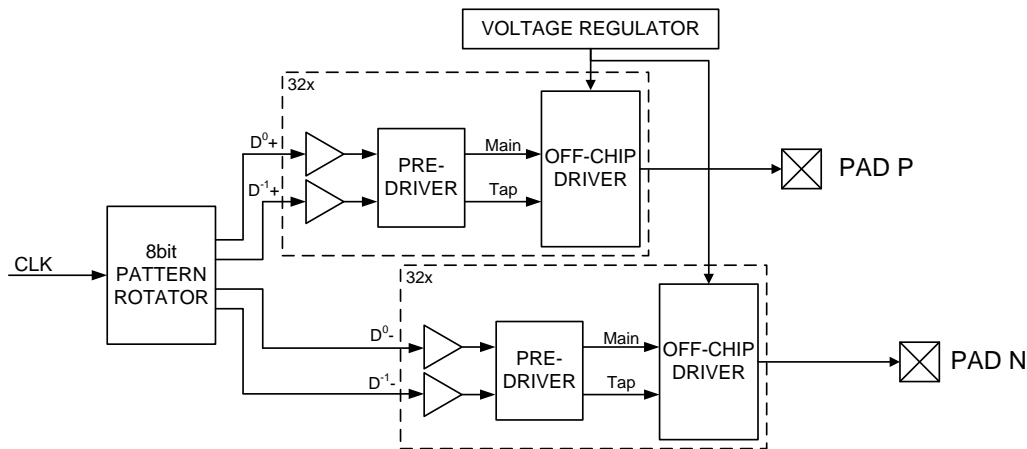 VOLTAGE REGULATOR
32x
D⁰+
Main
PRE-
DRIVER
OFF-CHIP
DRIVER
PAD P
D⁻¹+
Tap
CLK
8bit
PATTERN
ROTATOR
32x
D⁰-
Main
PRE-
DRIVER
OFF-CHIP
DRIVER
PAD N
D⁻¹-
Tap